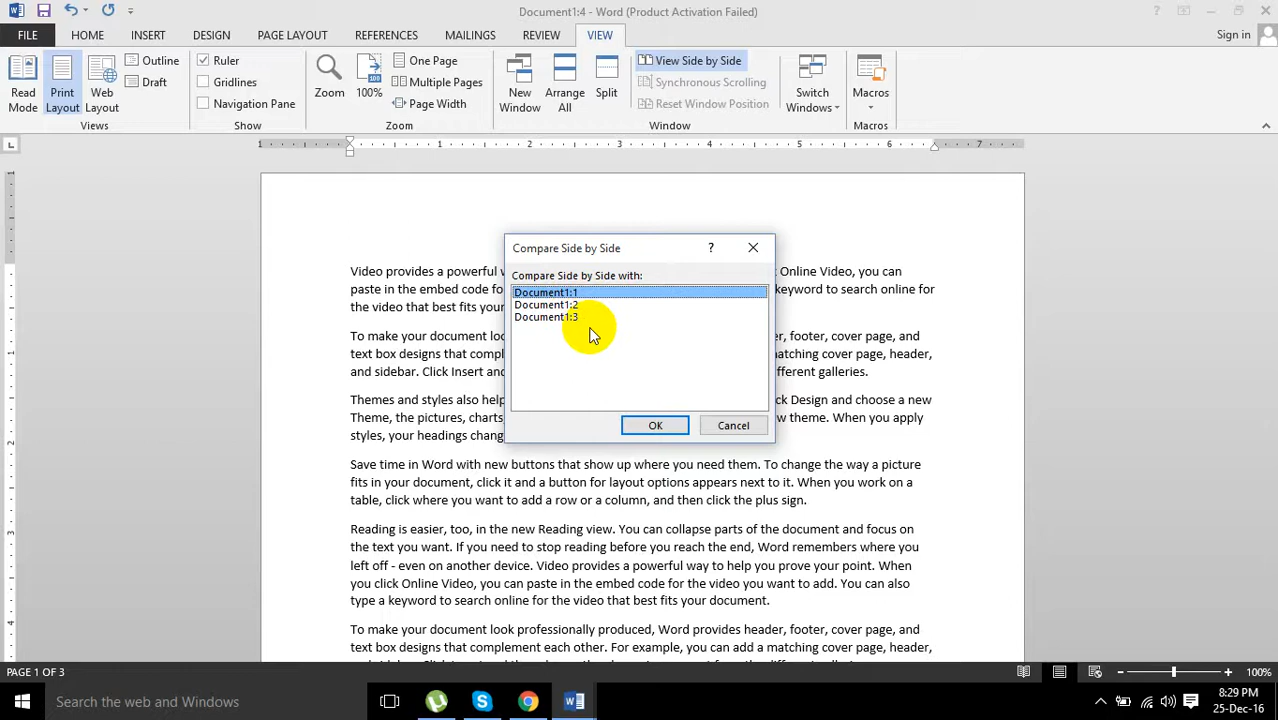 Document1:4 - Word (Product Activation Failed)
FILE HOME INSERT DESIGN PAGE LAYOUT REFERENCES MAILINGS REVIEW VIEW Sign in
Read Mode
Print Layout
Web Layout
Outline
Draft
Views
Ruler
Gridlines
Navigation Pane
Show
Zoom
100%
One Page
Multiple Pages
Page Width
Zoom
New Window
Arrange All
Split
View Side by Side
Synchronous Scrolling
Reset Window Position
Window
Switch Windows
Macros
Macros
1 1 2 3 4 5 6 7
Compare Side by Side
Compare Side by Side with:
Document1:1
Document1:2
Document1:3
OK Cancel
Video provides a powerful Online Video, you can
paste in the embed code fo keyword to search online for
the video that best fits your
To make your document loo r, footer, cover page, and
text box designs that complem matching cover page, header,
and sidebar. Click Insert and fferent galleries.
Themes and styles also help ck Design and choose a new
Theme, the pictures, charts w theme. When you apply
styles, your headings chang
Save time in Word with new buttons that show up where you need them. To change the way a picture
fits in your document, click it and a button for layout options appears next to it. When you work on a
table, click where you want to add a row or a column, and then click the plus sign.
Reading is easier, too, in the new Reading view. You can collapse parts of the document and focus on
the text you want. If you need to stop reading before you reach the end, Word remembers where you
left off - even on another device. Video provides a powerful way to help you prove your point. When
you click Online Video, you can paste in the embed code for the video you want to add. You can also
type a keyword to search online for the video that best fits your document.
To make your document look professionally produced, Word provides header, footer, cover page, and
text box designs that complement each other. For example, you can add a matching cover page, header,
PAGE 1 OF 3
100%
Search the web and Windows
8:29 PM
25-Dec-16